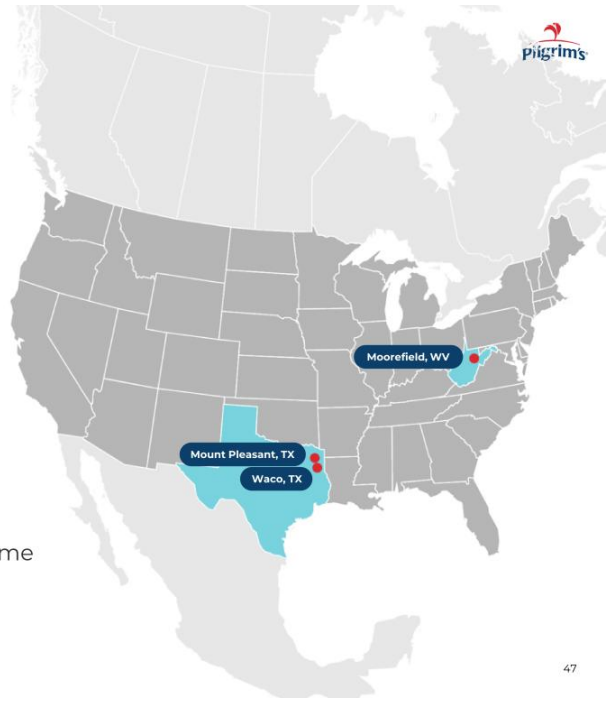 Pilgrim's
Moorefield, WV
Mount Pleasant, TX
Waco, TX
me
47